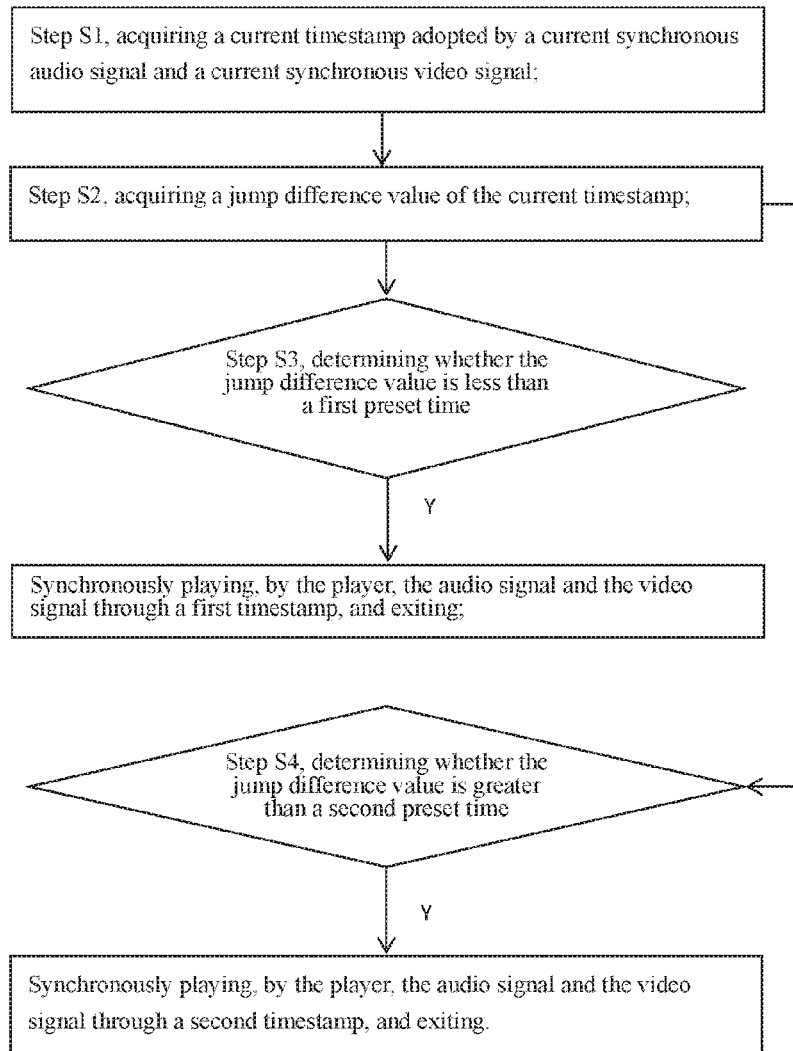 Step S1, acquiring a current timestamp adopted by a current synchronous
audio signal and a current synchronous video signal;
Step S2, acquiring a jump difference value of the current timestamp;
Step S3, determining whether the
jump difference value is less than
a first preset time
Y
Synchronously playing, by the player, the audio signal and the video
signal through a first timestamp, and exiting;
Step S4, determining whether the
jump difference value is greater
than a second preset time
Y
Synchronously playing, by the player, the audio signal and the video
signal through a second timestamp, and exiting.